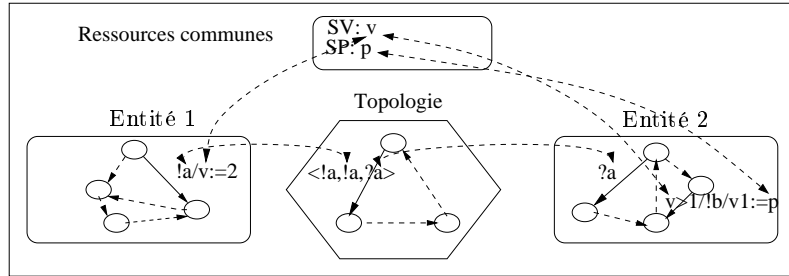 Ressources communes
SV: v
SP: p
Topologie
Entité 1
Entité 2
!a/v:=2
<!a,!a,?a>
?a
v>1/!b/v1:=p